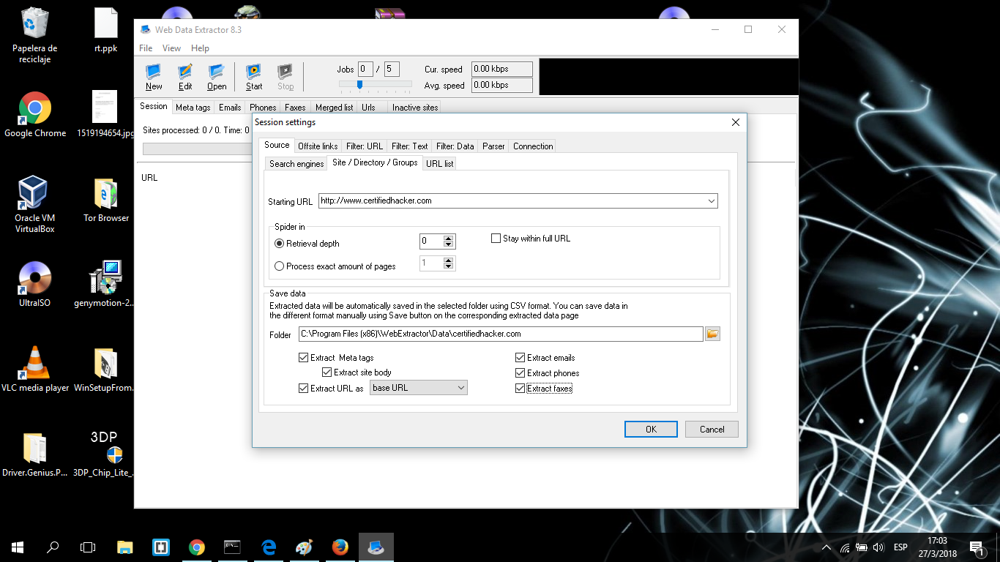 Papelera de
reciclaje
rt.ppk
Google Chrome
1519194654.jpg
Oracle VM
VirtualBox
Tor Browser
UltraISO
genymotion-2...
VLC media player
WinSetupFrom...
Driver.Genius.P...
3DP
3DP_Chip_Lite_...
Web Data Extractor 8.3
File View Help
New Edit Open Start Stop
Jobs 0 / 5
Cur. speed 0.00 kbps
Avg. speed 0.00 kbps
Session Meta tags Emails Phones Faxes Merged list Urls Inactive sites
Sites processed: 0 / 0. Time: 0
URL
Session settings
Source Offsite links Filter: URL Filter: Text Filter: Data Parser Connection
Search engines Site / Directory / Groups URL list
Starting URL http://www.certifiedhacker.com
Spider in
Retrieval depth 0 Stay within full URL
Process exact amount of pages 1
Save data
Extracted data will be automatically saved in the selected folder using CSV format. You can save data in
the different format manually using Save button on the corresponding extracted data page
Folder C:\Program Files (x86)\WebExtractor\Data\certifiedhacker.com
Extract Meta tags Extract emails
Extract site body Extract phones
Extract URL as base URL Extract faxes
OK Cancel
ESP
17:03
27/3/2018
1